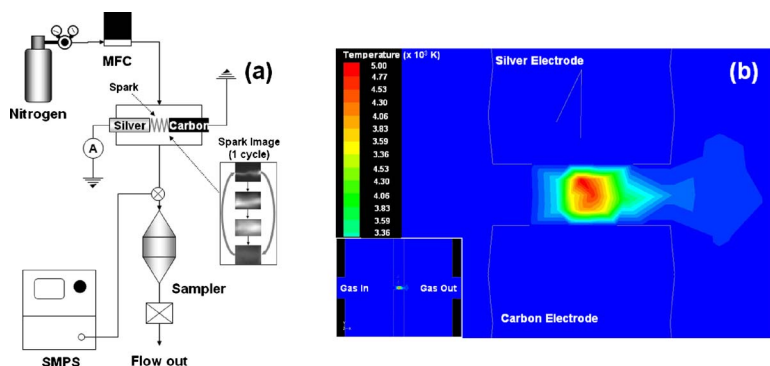 (a)
MFC
Nitrogen
Spark
Silver
Carbon
A
Spark Image
(1 cycle)
Sampler
SMPS
Flow out
(b)
Temperature (x 10³ K)
5.00
4.77
4.53
4.30
4.06
3.83
3.59
3.36
4.53
4.30
4.06
3.83
3.59
3.36
Silver Electrode
Gas In
Gas Out
Carbon Electrode